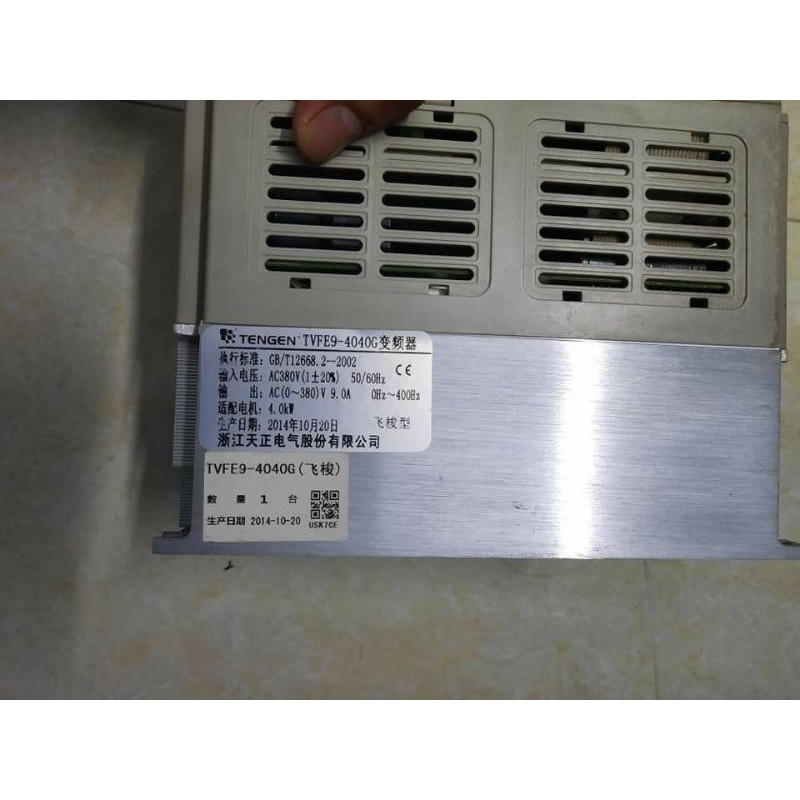 TENGEN™ TVFE9-4040G变频器
执行标准: GB/T12668.2--2002
输入电压: AC380V(1±20%) 50/60Hz CE
输 出: AC(0~380)V 9.0A 0Hz~400Hz
适配电机: 4.0kW
生产日期: 2014年10月20日 飞梭型
浙江天正电气股份有限公司
TVFE9-4040G(飞梭)
数 量 1 台
生产日期 2014-10-20 USK7CE